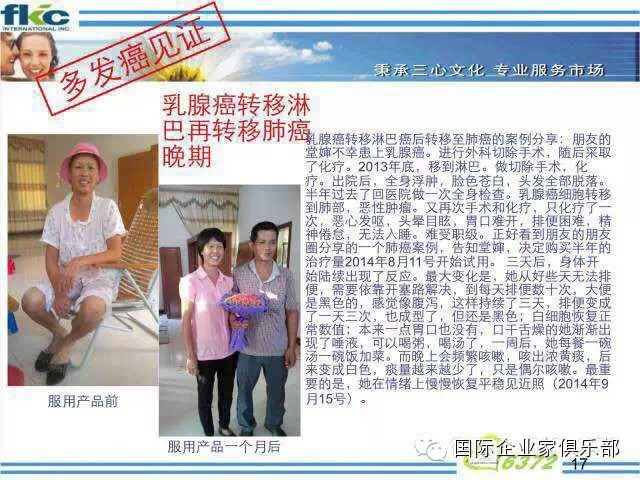 fkc
INTERNATIONAL INC.
多发癌见证
秉承三心文化 专业服务市场
乳腺癌转移淋
巴再转移肺癌
晚期
乳腺癌转移淋巴癌后转移至肺癌的案例分享：朋友的
堂婶不幸患上乳腺癌。进行外科切除手术，随后采取
了化疗。2013年底，移到淋巴。做切除手术，化
疗。出院后，全身浮肿，脸色苍白，头发全部脱落。
半年过去了回医院做一次全身检查。乳腺癌细胞转移
到肺部，恶性肿瘤。又再次手术和化疗，只化疗了一
次，恶心发呕，头晕目眩，胃口难开，排便困难，精
神倦怠，无法入睡。难受职级。正好看到朋友的朋友
圈分享的一个肺癌案例，告知堂婶，决定购买半年的
治疗量2014年8月11号开始试用。 三天后，身体开
始陆续出现了反应。最大变化是，她从好些天无法排
便，需要依靠开塞路解决，到每天排便数十次，大便
是黑色的，感觉像腹泻，这样持续了三天，排便变成
了一天三次，也成型了，但还是黑色；白细胞恢复正
常数值；本来一点胃口也没有，口干舌燥的她渐渐出
现了唾液，可以喝粥，喝汤了，一周后，她每餐一碗
汤一碗饭加菜。而晚上会频繁咳嗽，咳出浓黄痰，后
来变成白色，痰量越来越少了，只是偶尔咳嗽。最重
要的是，她在情绪上慢慢恢复平稳见近照（2014年9
月15号）。
服用产品前
服用产品一个月后
国际企业家俱乐部
6372
17